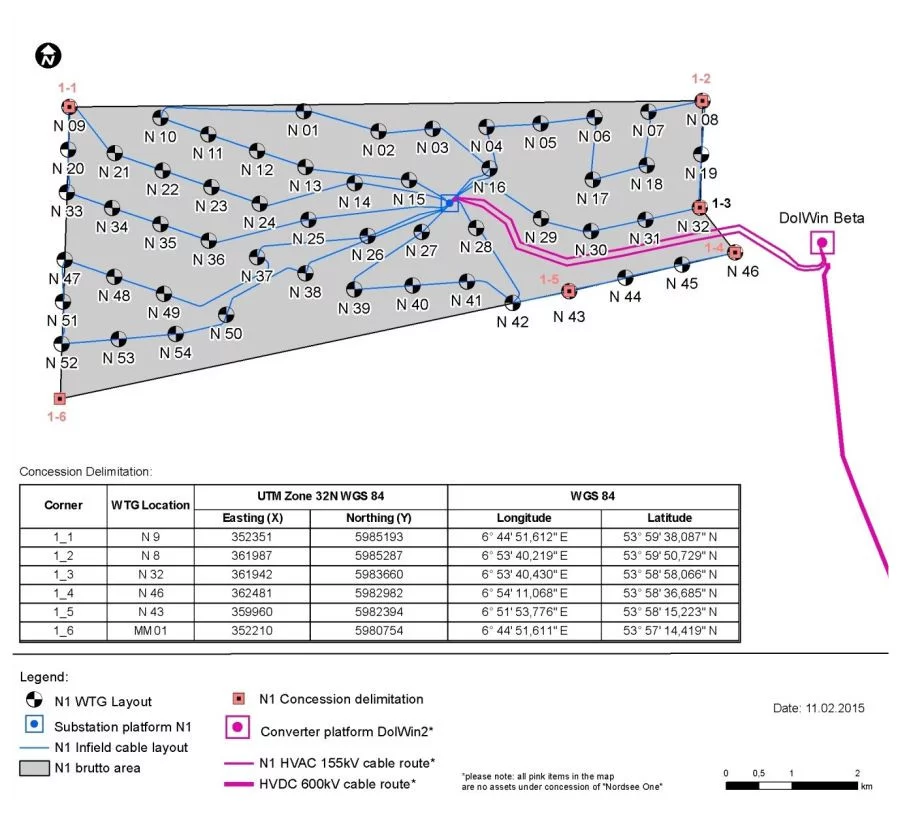 N
1-1
1-2
N 09
N 10
N 01
N 02
N 03
N 04
N 05
N 06
N 07
N 08
N 20
N 21
N 11
N 12
N 13
N 14
N 15
N 16
N 17
N 18
N 19
N 22
N 23
N 24
N 33
N 34
N 35
N 36
N 25
N 26
N 27
N 28
N 29
N 30
N 31
N 32
1-3
DolWin Beta
1-4
N 46
N 47
N 48
N 49
N 37
N 38
N 39
N 40
N 41
N 42
1-5
N 43
N 44
N 45
N 51
N 50
N 52
N 53
N 54
1-6
Concession Delimitation:
Corner WTG Location UTM Zone 32N WGS 84 WGS 84
Easting (X) Northing (Y) Longitude Latitude
1_1 N 9 352351 5985193 6° 44' 51,612" E 53° 59' 38,087" N
1_2 N 8 361987 5985287 6° 53' 40,219" E 53° 59' 50,729" N
1_3 N 32 361942 5983660 6° 53' 40,430" E 53° 58' 58,066" N
1_4 N 46 362481 5982982 6° 54' 11,068" E 53° 58' 36,685" N
1_5 N 43 359960 5982394 6° 51' 53,776" E 53° 58' 15,223" N
1_6 MM01 352210 5980754 6° 44' 51,611" E 53° 57' 14,419" N
Legend:
N1 WTG Layout
Substation platform N1
N1 Infield cable layout
N1 brutto area
N1 Concession delimitation
Converter platform DolWin2*
N1 HVAC 155kV cable route*
HVDC 600kV cable route*
*please note: all pink items in the map
are no assets under concession of "Nordsee One"
Date: 11.02.2015
0 0,5 1 2
km